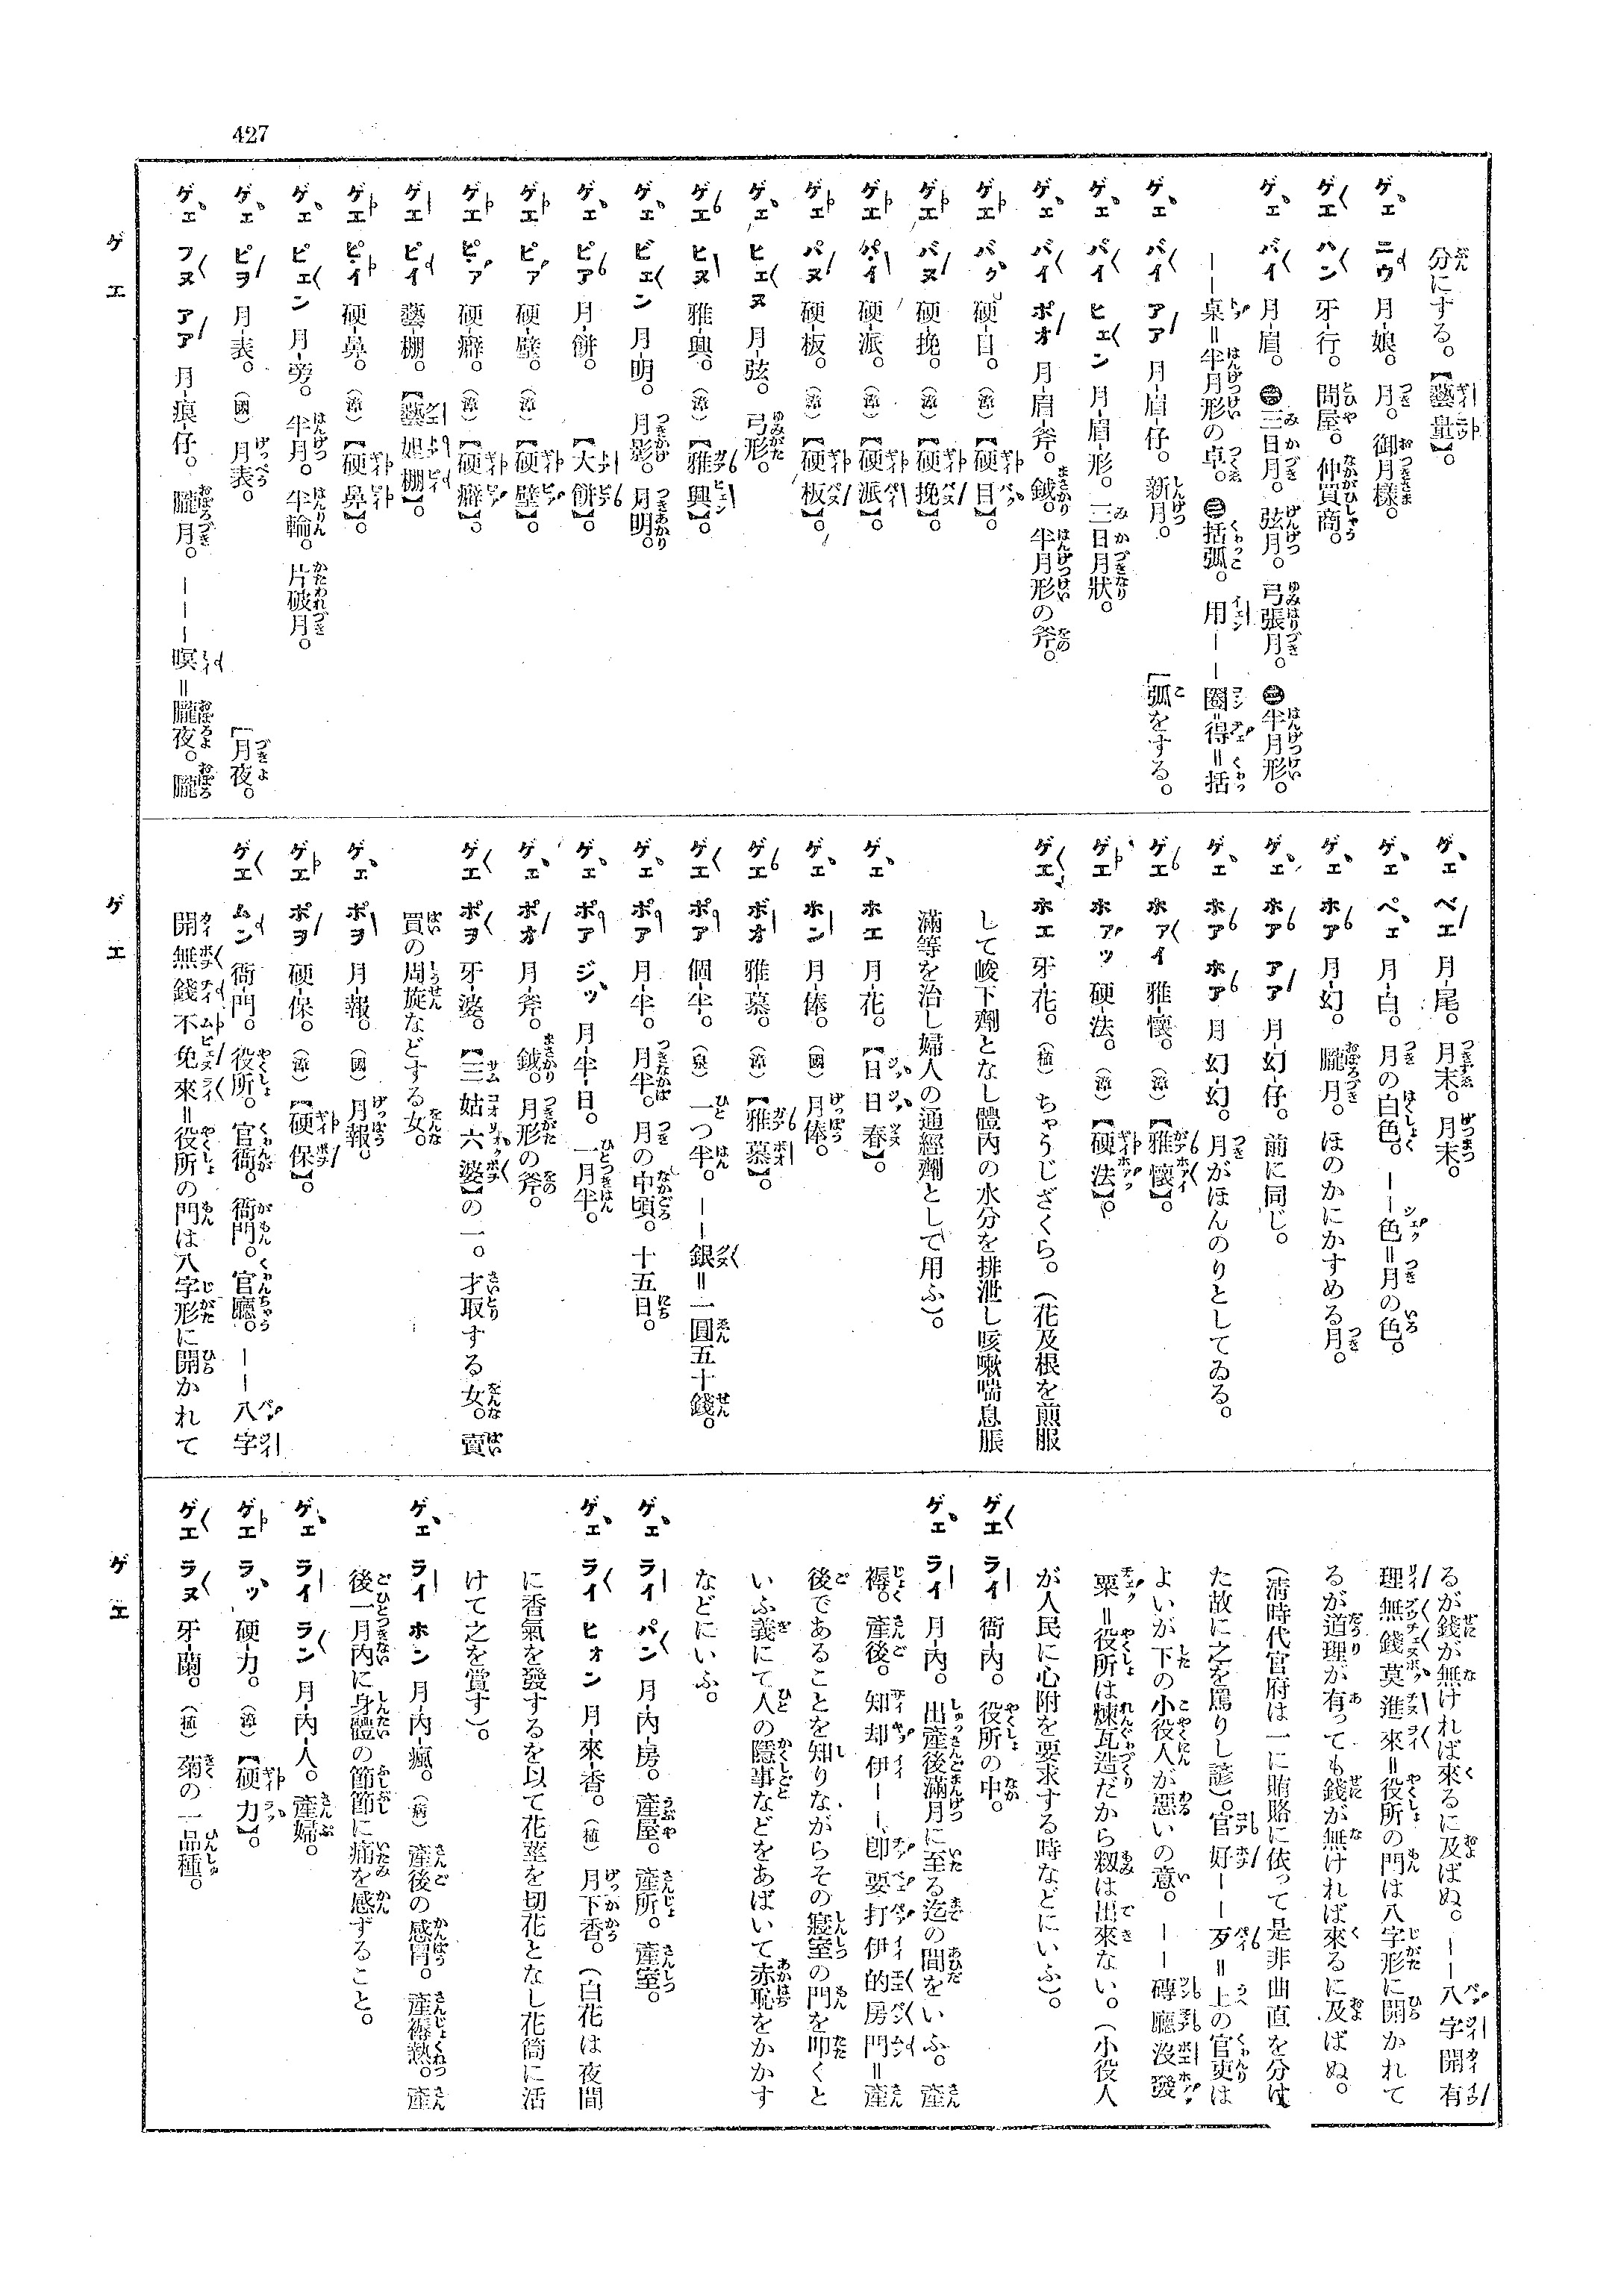 427
分にする。【藝量】。
ゲエ ニウ 月-娘。月。御月樣。
ゲエ ハン 牙-行。問屋。仲買商。
ゲエ バイ 月-眉。㊀三日月。弦月。弓張月。㊁半月形。
――桌＝半月形の卓。㊂括弧。用――圈-得＝括
「弧をする。
ゲエ バイ アア 月-眉-仔。新月。
ゲエ バイ ヒエン 月-眉-形。三日月狀。
ゲエ バイ ポオ 月-眉-斧。鉞。半月形の斧。
ゲエ バク 硬-目。（漳）【硬目】。
ゲエ バヌ 硬-挽。（漳）【硬挽】。
ゲエ パイ 硬-派。（漳）【硬派】。
ゲエ パヌ 硬-板。（漳）【硬板】。
ゲエ ヒエヌ 月-弦。弓形。
ゲエ ヒヌ 雅-興。（漳）【雅興】。
ゲエ ビエン 月-明。月影。月明。
ゲエ ピア 月-餅。【大餅】。
ゲエ ピア 硬-壁。（漳）【硬壁】。
ゲエ ピア 硬-癖。（漳）【硬癖】。
ゲエ ピイ 藝-棚。【藝妲棚】。
ゲエ ピイ 硬-鼻。（漳）【硬鼻】。
ゲエ ピエン 月-旁。半月。半輪。片破月。
ゲエ ピヲ 月-表。（國）月表。
「月夜。
ゲエ フヌ アア 月-痕-仔。朧月。―――暝＝朧夜。朧
ゲエ ベエ 月-尾。月末。月末。
ゲエ ペエ 月-白。月の白色。――色＝月の色。
ゲエ ホア 月-幻。朧月。ほのかにかすめる月。
ゲエ ホア アア 月-幻-仔。前に同じ。
ゲエ ホア ホア 月 幻-幻。月がほんのりとしてゐる。
ゲエ ホアイ 雅-懷。（漳）【雅懷】。
ゲエ ホアッ 硬-法。（漳）【硬法】。
ゲエ ホエ 牙-花。（植）ちゃうじざくら。（花及根を煎服
して峻下劑となし體內の水分を排泄し咳嗽喘息脹
滿等を治し婦人の通經劑として用ふ）。
ゲエ ホエ 月-花。【日日春】。
ゲエ ホン 月-俸。（國）月俸。
ゲエ ボオ 雅-慕。（漳）【雅慕】。
ゲエ ポア 個-半。（泉）一つ半。――銀＝一圓五十錢。
ゲエ ポア 月-半。月半。月の中頃。十五日。
ゲエ ポア ジッ 月-半-日。一月半。
ゲエ ポオ 月-斧。鉞。月形の斧。
ゲエ ポヲ 牙-婆。【三姑六婆】の一。才取する女。賣
買の周旋などする女。
ゲエ ポヲ 月-報。（國）月報。
ゲエ ポヲ 硬-保。（漳）【硬保】。
ゲエ ムン 衙-門。役所。官衙。衙門。官廳。――八字
開無錢不免來＝役所の門は八字形に開かれて
るが錢が無ければ來るに及ばぬ。――八字開有
理無錢莫進來＝役所の門は八字形に開かれて
るが道理が有っても錢が無ければ來るに及ばぬ。
（淸時代官府は一に賄賂に依って是非曲直を分け
た故に之を罵りし諺）。官好――歹＝上の官吏は
よいが下の小役人が惡いの意。――磚廳沒發
粟＝役所は煉瓦造だから籾は出來ない。（小役人
が人民に心附を要求する時などにいふ）。
ゲエ ライ 衙-內。役所の中。
ゲエ ライ 月-內。出產後滿月に至る迄の間をいふ。產
褥。產後。知却伊――、卽要打伊的房門＝產
後であることを知りながらその寢室の門を叩くと
いふ義にて人の隱事などをあばいて赤恥をかかす
などにいふ。
ゲエ ライ パン 月-內-房。產屋。產所。產室。
ゲエ ライ ヒオン 月-來-香。（植）月下香。（白花は夜間
に香氣を發するを以て花莖を切花となし花筒に活
けて之を賞す）。
ゲエ ライ ホン 月-內-瘋。（病）產後の感冒。產褥熱。產
後一月內に身體の節節に痛を感ずること。
ゲエ ライ ラン 月-內-人。產婦。
ゲエ ラッ 硬-力。（漳）【硬力】。
ゲエ ラヌ 牙-蘭。（植）菊の一品種。
ゲエ
ゲエ
ゲエ